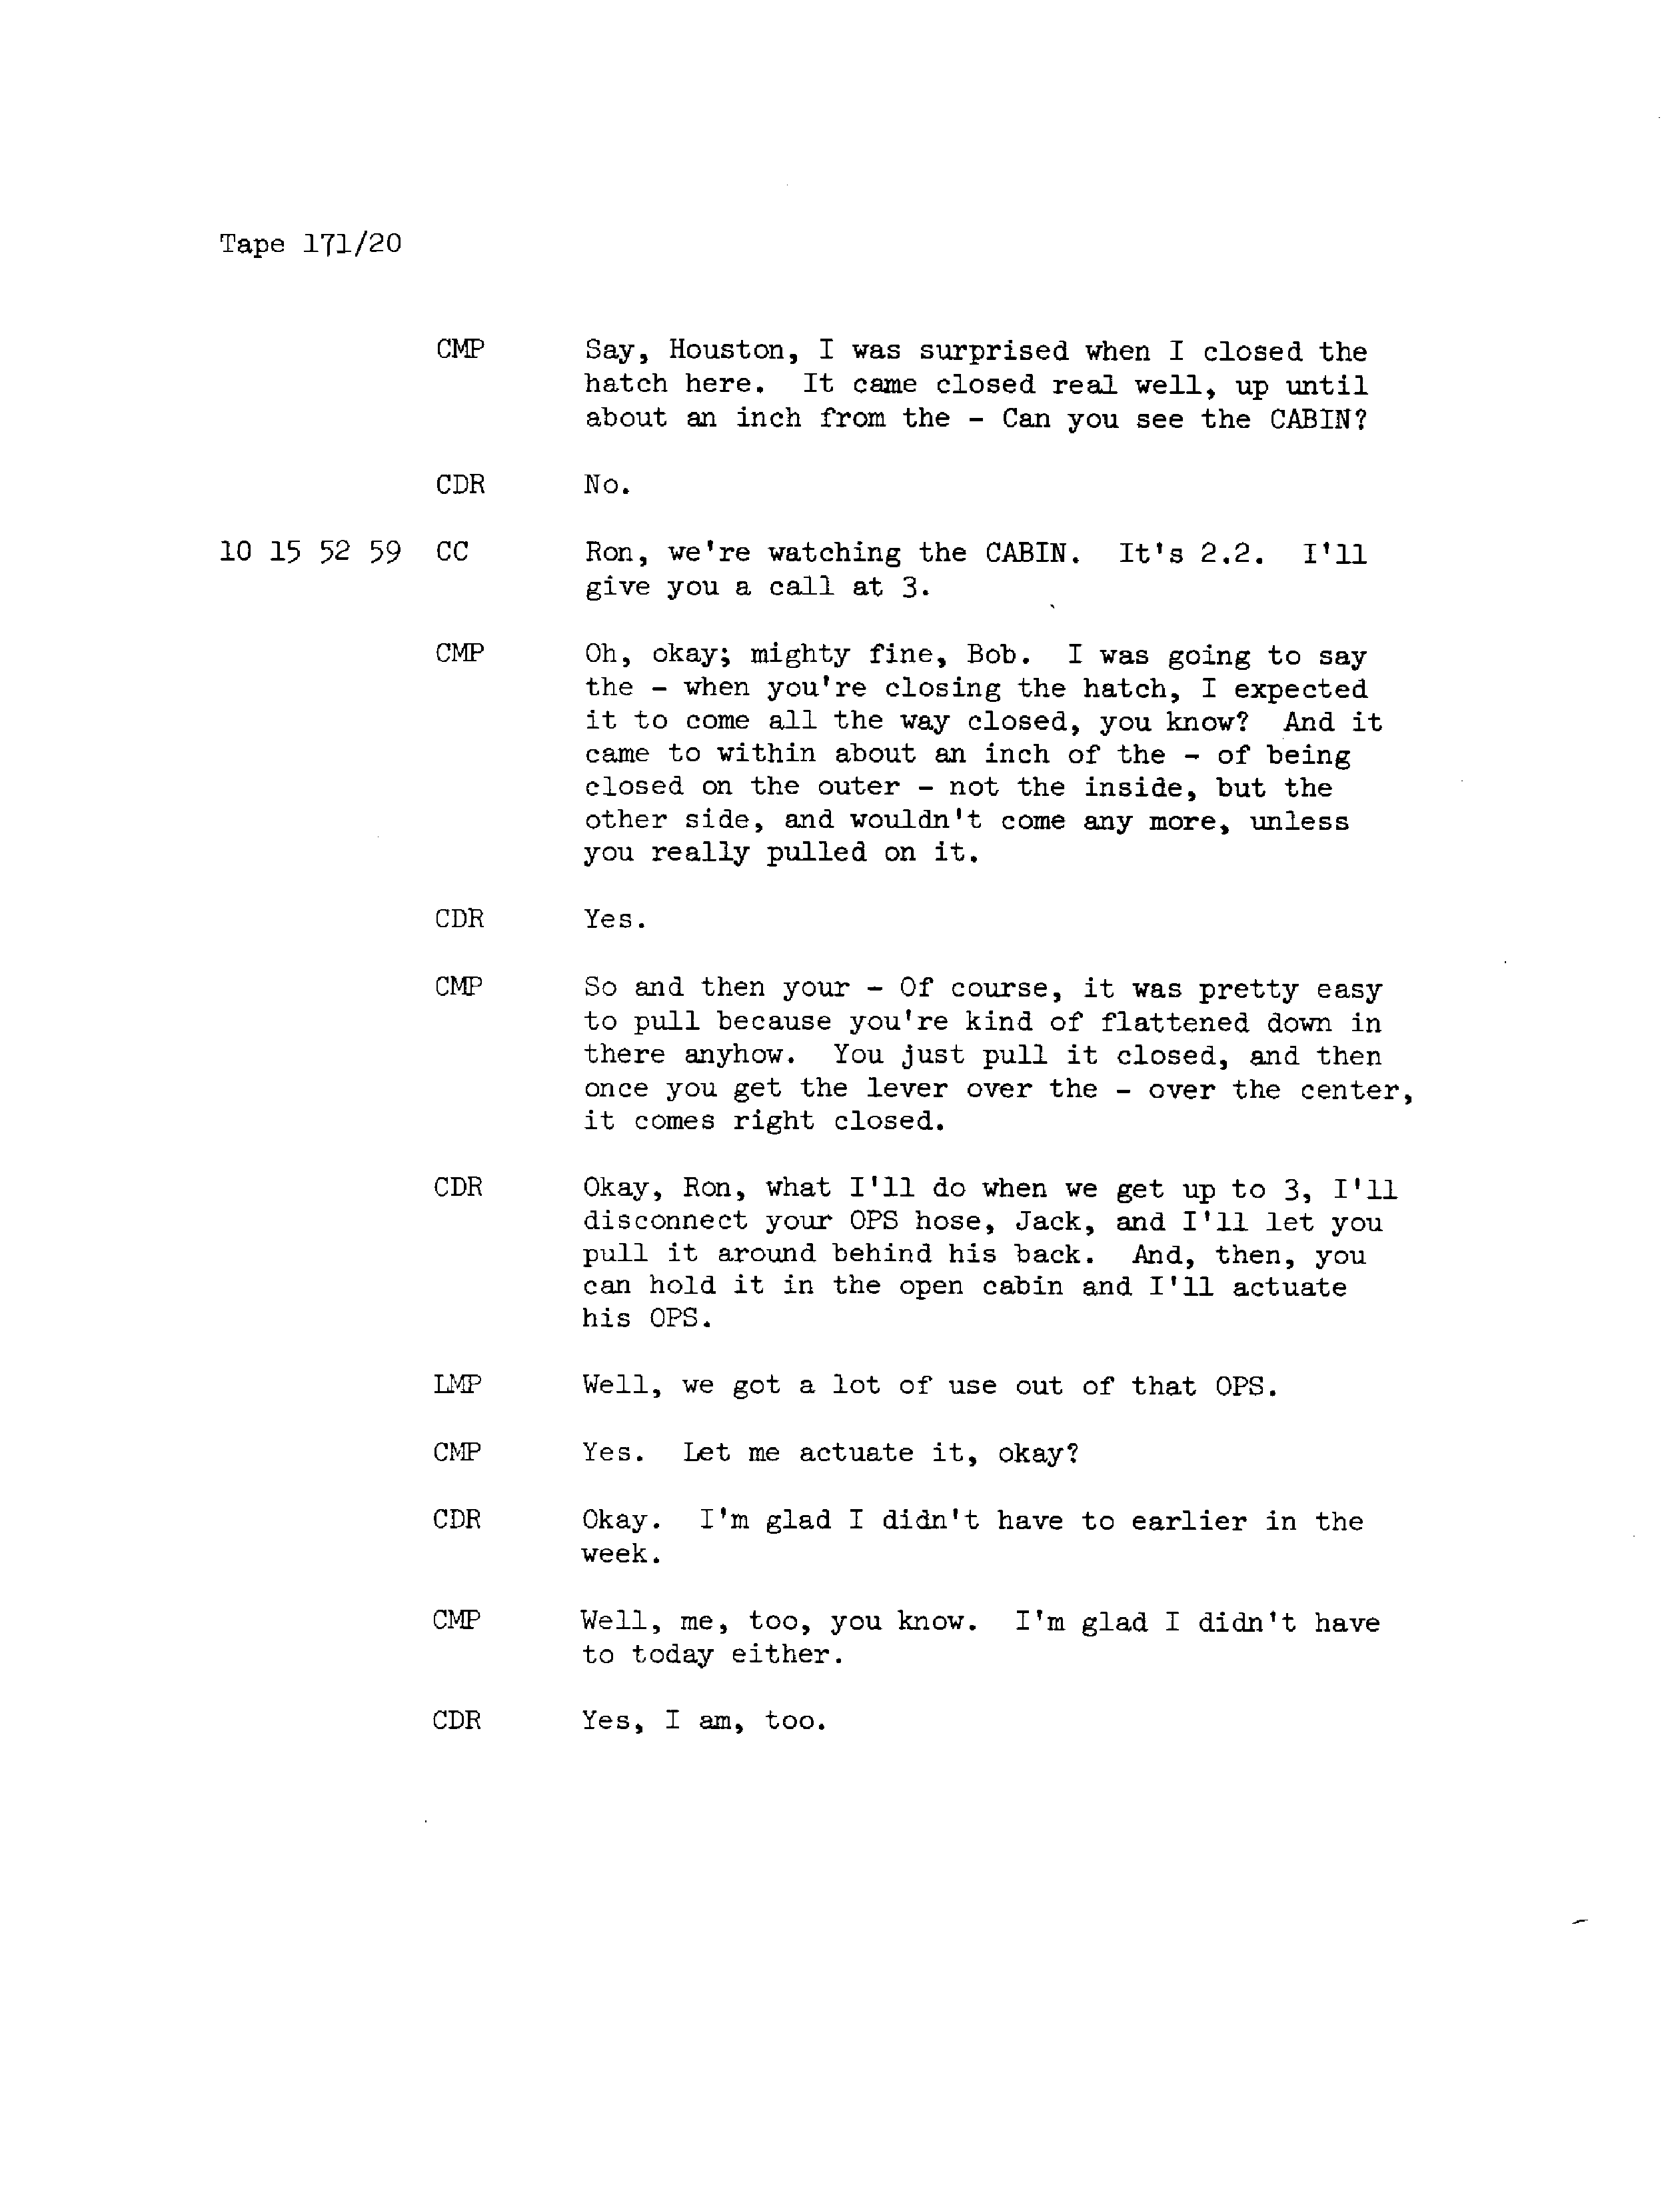 Tape 171/20
CMP Say, Houston, I was surprised when I closed the
hatch here. It came closed real well, up until
about an inch from the - Can you see the CABIN?
CDR No.
10 15 52 59 CC Ron, we're watching the CABIN. It's 2.2. I'll
give you a call at 3.
CMP Oh, okay; mighty fine, Bob. I was going to say
the - when you're closing the hatch, I expected
it to come all the way closed, you know? And it
came to within about an inch of the - of being
closed on the outer - not the inside, but the
other side, and wouldn't come any more, unless
you really pulled on it.
CDR Yes.
CMP So and then your - Of course, it was pretty easy
to pull because you're kind of flattened down in
there anyhow. You just pull it closed, and then
once you get the lever over the - over the center,
it comes right closed.
CDR Okay, Ron, what I'll do when we get up to 3, I'll
disconnect your OPS hose, Jack, and I'll let you
pull it around behind his back. And, then, you
can hold it in the open cabin and I'll actuate
his OPS.
LMP Well, we got a lot of use out of that OPS.
CMP Yes. Let me actuate it, okay?
CDR Okay. I'm glad I didn't have to earlier in the
week.
CMP Well, me, too, you know. I'm glad I didn't have
to today either.
CDR Yes, I am, too.